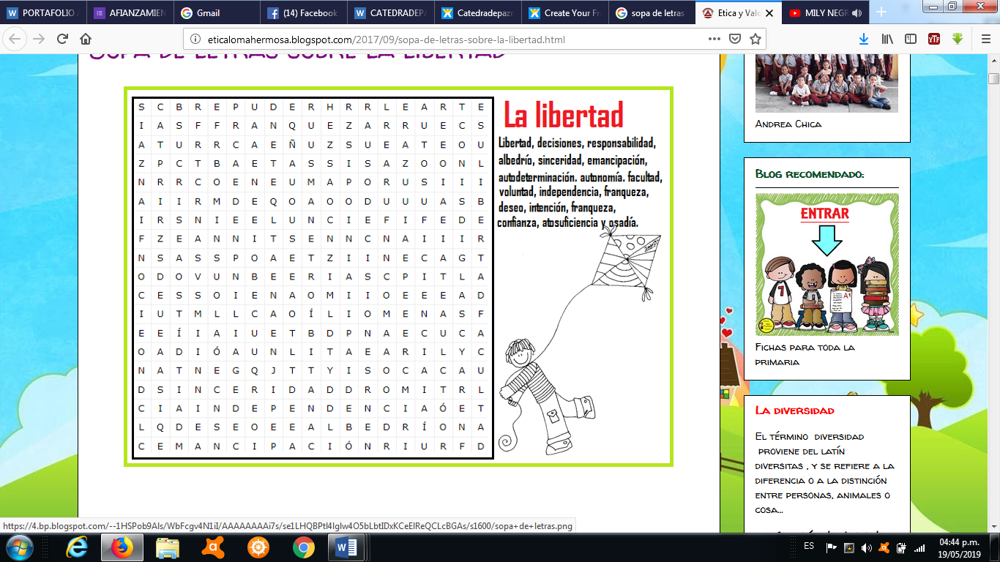 PORTAFOLIO
AFIANZAMIEN
Gmail
(14) Facebook
CATEDRADEPA
Catedradepazr
Create Your Fr
sopa de letras
Etica y Valo
MILY NEGR
eticalomahermosa.blogspot.com/2017/09/sopa-de-letras-sobre-la-libertad.html
Sopa de letras sobre la libertad
S C B R E P U D E R H R R L E A R T E
I A S F F R A N Q U E Z A R R U E C S
A T U R R C A E Ñ U Z S U E A T E O U
Z P C T B A E T A S S I S A Z O O N L
N R R C O E N E U M A P O R U S I I I
A I I R M D E Q O A O O D U U U A S B
I R S N I E E L U N C I E F I F E D E
F Z E A N N I T S E N N C N A I I I R
N S A S S P O A E T Z I I N E C A G T
O D O V U N B E E R I A S C P I T L A
C E S S O I E N A O M I I O E E E A D
I U T M L L C A O Í L I O M E N A S F
E E Í I A I U E T B D P N A E C U C A
O A D I Ó A U N L I T A E A R I L Y C
N A T N E G Q J T T Y I S O C A C A U
D S I N C E R I D A D D R O M I T R L
C I A I N D E P E N D E N C I A Ó E T
L Q D E S E O E E A L B E D R Í O N A
C E M A N C I P A C I Ó N R I U R F D
La libertad
Libertad, decisiones, responsabilidad,
albedrío, sinceridad, emancipación,
autodeterminación. autonomía. facultad,
voluntad, independencia, franqueza,
deseo, intención, franqueza,
confianza, atosuficiencia y osadía.
Andrea Chica
Blog recomendado:
ENTRAR
Fichas para toda la
primaria
La diversidad
El término diversidad
proviene del latín
diversitas , y se refiere a la
diferencia o a la distinción
entre personas, animales o
cosa...
https://4.bp.blogspot.com/--1HSPob9AIs/WbFcgv4N1iI/AAAAAAAAi7s/se1LHQBPtl4Iglw4O5bLbtIDxKCeElReQCLcBGAs/s1600/sopa+de+letras.png
ES
04:44 p.m.
19/05/2019